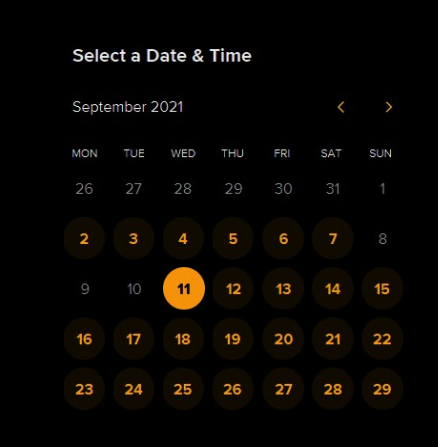 Select a Date & Time
September 2021
MON TUE WED THU FRI SAT SUN
26 27 28 29 30 31 1
2 3 4 5 6 7 8
9 10 11 12 13 14 15
16 17 18 19 20 21 22
23 24 25 26 27 28 29